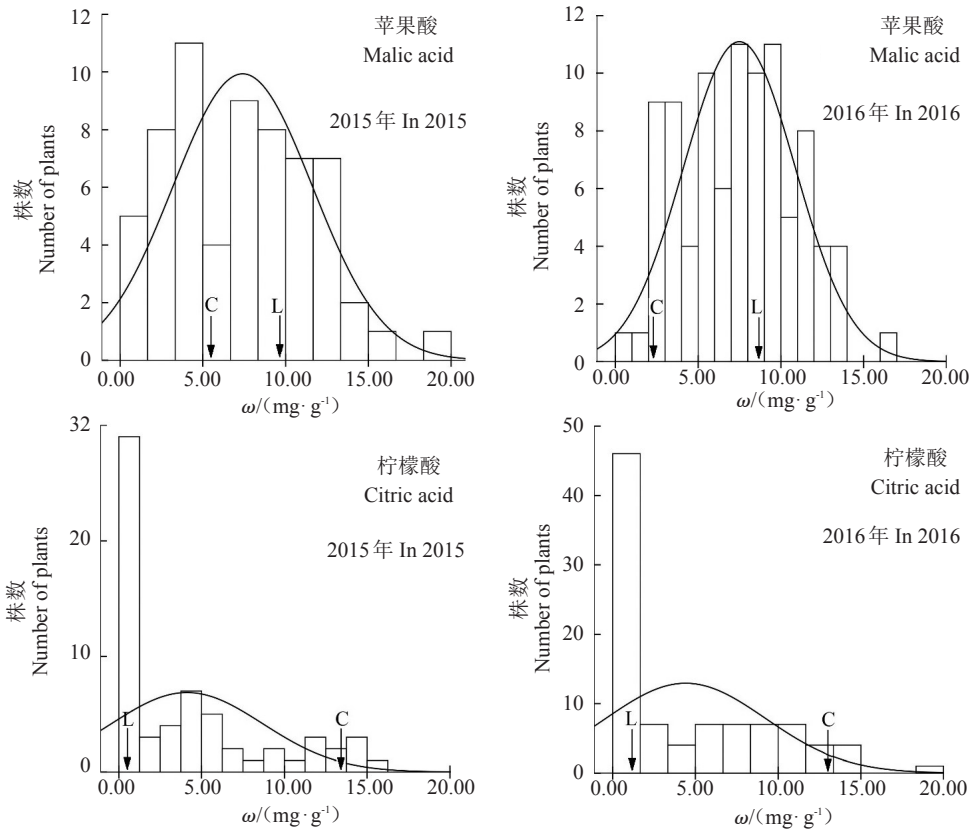 苹果酸
Malic acid
2015年 In 2015
株数
Number of plants
12
10
8
6
4
2
0
C
L
0.00 5.00 10.00 15.00 20.00
ω/(mg· g⁻¹)
苹果酸
Malic acid
2016年 In 2016
株数
Number of plants
12
10
8
6
4
2
0
C
L
0.00 5.00 10.00 15.00 20.00
ω/(mg· g⁻¹)
柠檬酸
Citric acid
2015年 In 2015
株数
Number of plants
32
20
10
0
L
C
0.00 5.00 10.00 15.00 20.00
ω/(mg· g⁻¹)
柠檬酸
Citric acid
2016年 In 2016
株数
Number of plants
50
40
30
20
10
0
L
C
0.00 5.00 10.00 15.00 20.00
ω/(mg· g⁻¹)